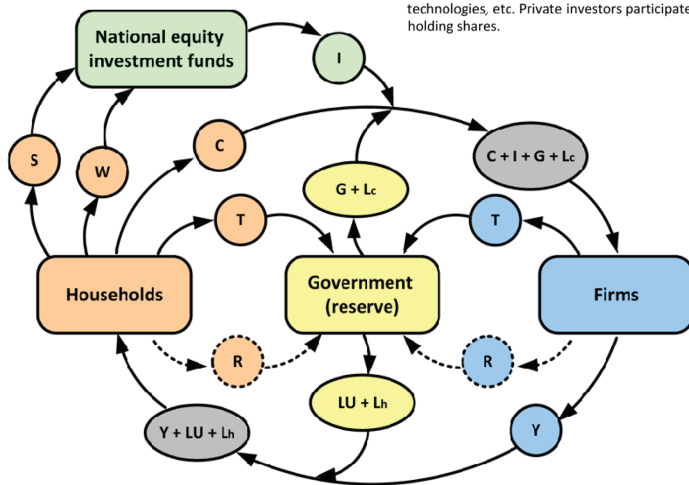 technologies, etc. Private investors participate
holding shares.
National equity
investment funds
I
S
W
C
C + I + G + Lc
G + Lc
T
T
Households
Government
(reserve)
Firms
R
R
LU + Lh
Y + LU + Lh
Y